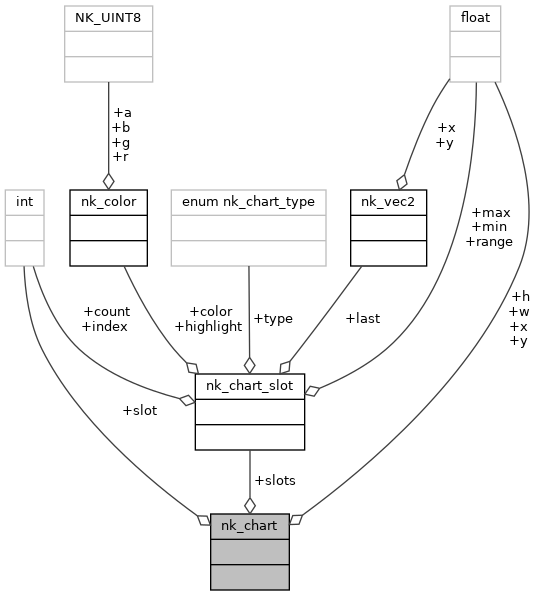 NK_UINT8
float
+a
+b
+g
+r
+x
+y
int
nk_color
enum nk_chart_type
nk_vec2
+max
+min
+range
+count
+index
+color
+highlight
+type
+last
+h
+w
+x
+y
nk_chart_slot
+slot
+slots
nk_chart